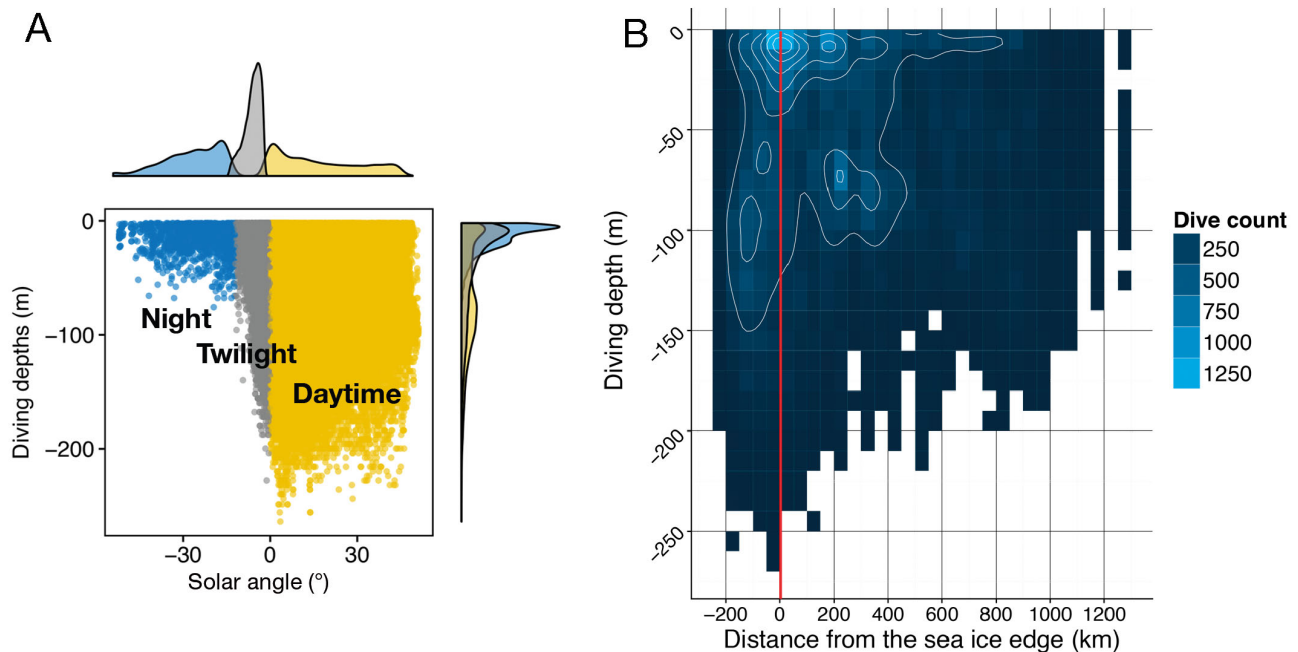 A
0
−100
−200
Diving depths (m)
Night
Twilight
Daytime
−30
0
30
Solar angle (°)
B
0
−50
−100
−150
−200
−250
Diving depth (m)
−200
0
200
400
600
800
1000
1200
Distance from the sea ice edge (km)
Dive count
250
500
750
1000
1250